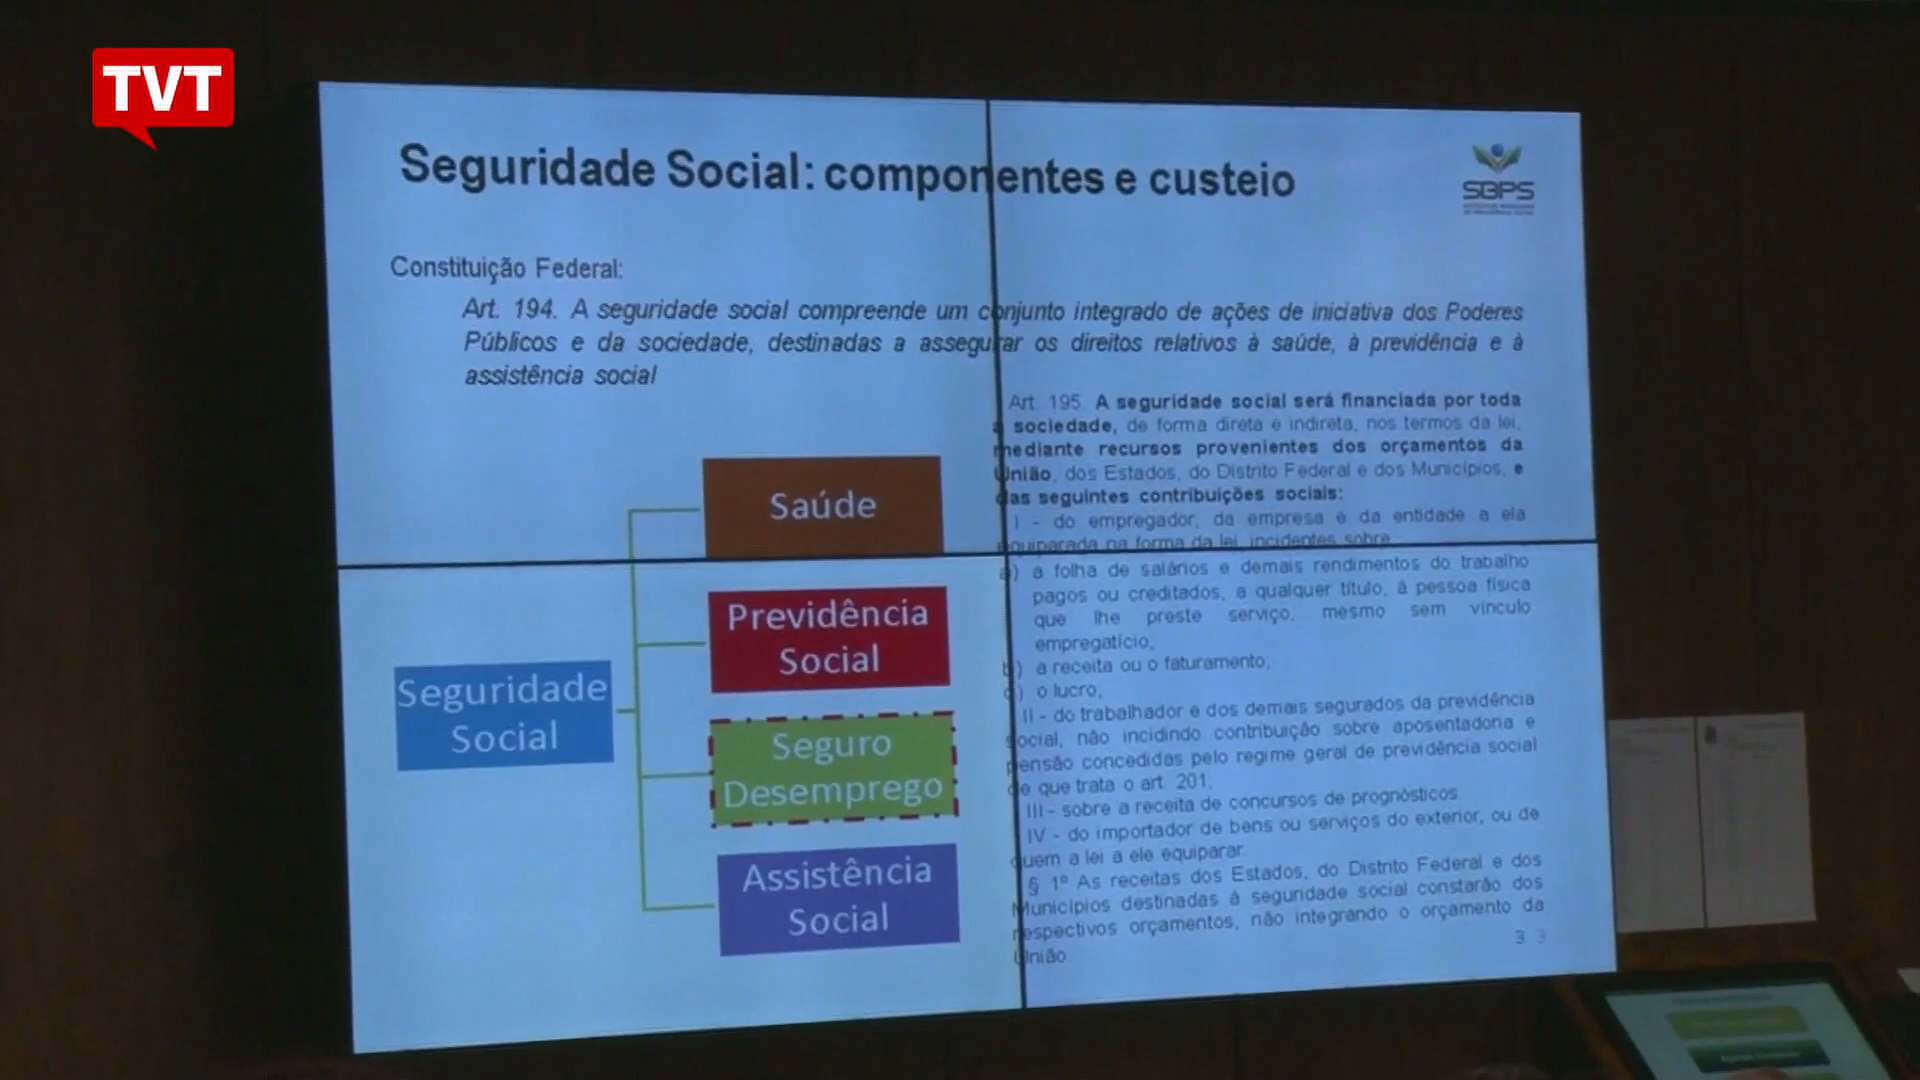 TVT
Seguridade Social: componentes e custeio
SBPS
Constituição Federal:
Art. 194. A seguridade social compreende um conjunto integrado de ações de iniciativa dos Poderes
Públicos e da sociedade, destinadas a assegurar os direitos relativos à saúde, à previdência e à
assistência social
Art. 195. A seguridade social será financiada por toda
a sociedade, de forma direta e indireta, nos termos da lei,
mediante recursos provenientes dos orçamentos da
União, dos Estados, do Distrito Federal e dos Municípios, e
das seguintes contribuições sociais:
I - do empregador, da empresa e da entidade a ela
equiparada na forma da lei, incidentes sobre
a) a folha de salários e demais rendimentos do trabalho
pagos ou creditados, a qualquer título, à pessoa física
que lhe preste serviço, mesmo sem vínculo
empregatício;
b) a receita ou o faturamento;
c) o lucro;
II - do trabalhador e dos demais segurados da previdência
social, não incidindo contribuição sobre aposentadoria e
pensão concedidas pelo regime geral de previdência social
de que trata o art. 201;
III - sobre a receita de concursos de prognósticos.
IV - do importador de bens ou serviços do exterior, ou de
quem a lei a ele equiparar.
§ 1º As receitas dos Estados, do Distrito Federal e dos
Municípios destinadas à seguridade social constarão dos
respectivos orçamentos, não integrando o orçamento da
União.
Seguridade
Social
Saúde
Previdência
Social
Seguro
Desemprego
Assistência
Social
3 3